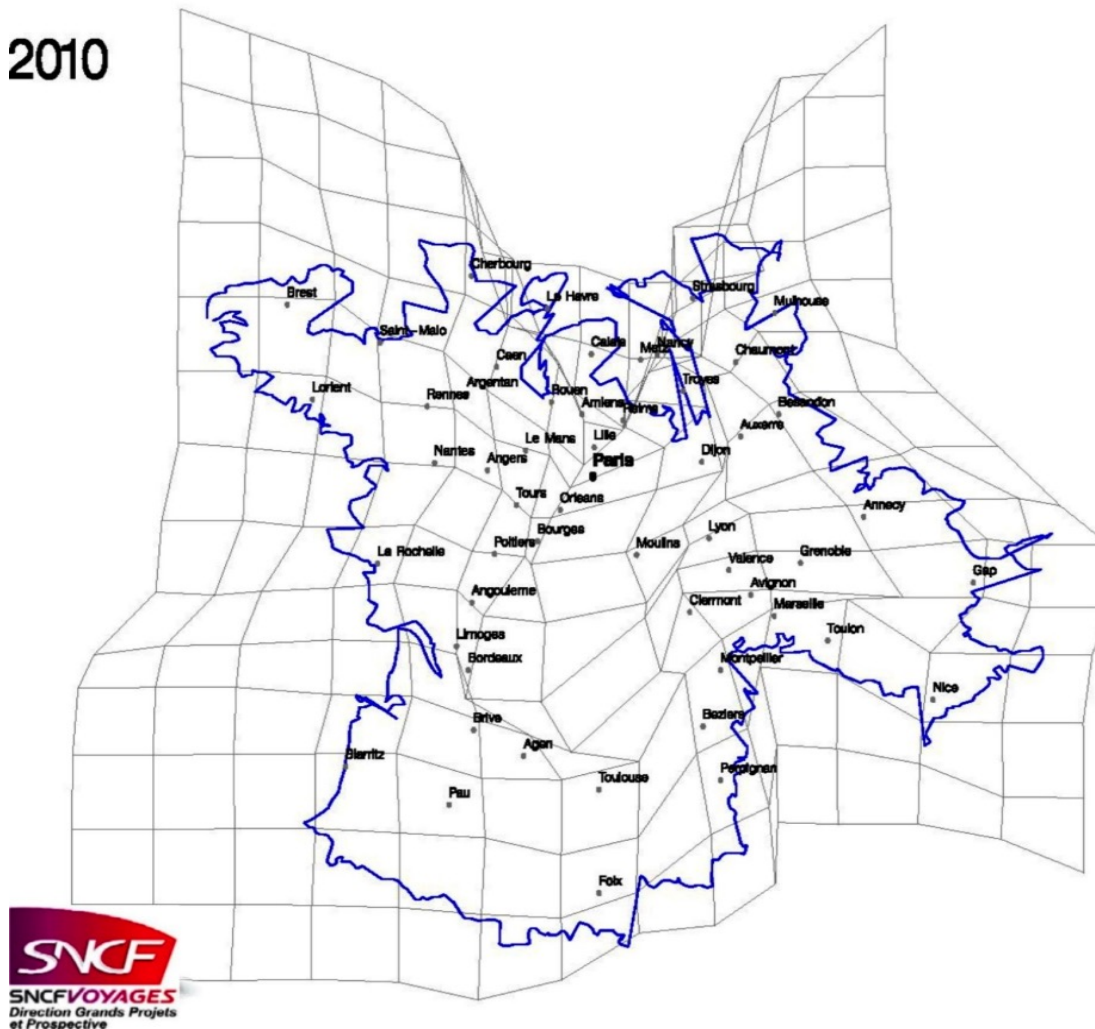 2010
Cherbourg
Strasbourg
Brest
Le Havre
Mulhouse
Saint-Malo
Calais
Metz
Nancy
Chaumont
Caen
Argentan
Troyes
Lorient
Rennes
Rouen
Amiens
Reims
Besancon
Auxerre
Nantes
Angers
Le Mans
Lille
Paris
Dijon
Tours
Orleans
Annecy
La Rochelle
Poitiers
Bourges
Moulins
Lyon
Valence
Grenoble
Gap
Angouleme
Clermont
Avignon
Marseille
Limoges
Toulon
Bordeaux
Montpellier
Nice
Brive
Beziers
Biarritz
Agen
Pau
Toulouse
Perpignan
Foix
SNCF
SNCFVOYAGES
Direction Grands Projets
et Prospective